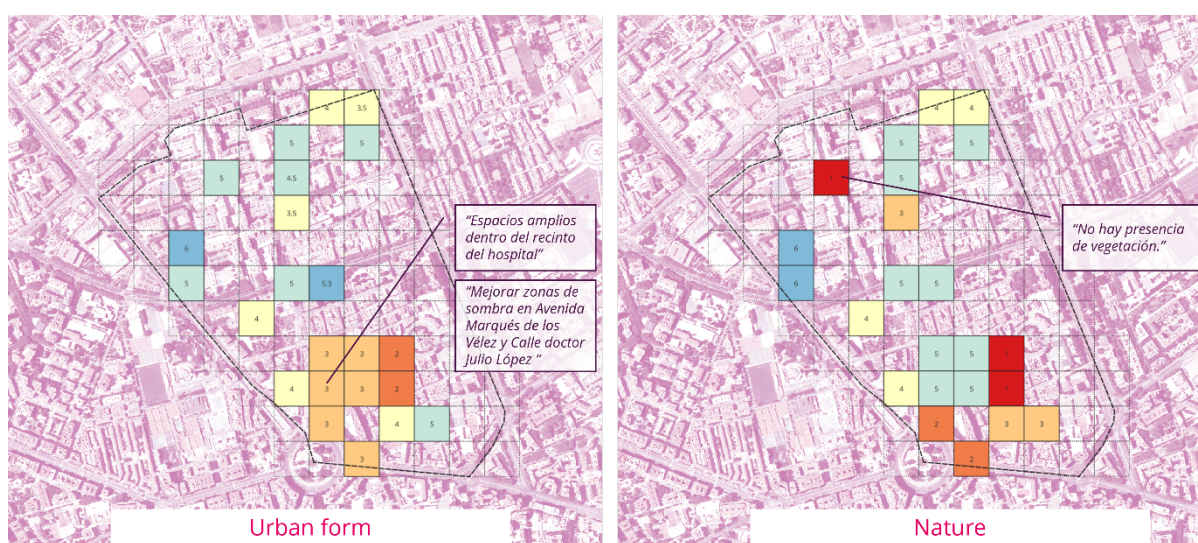 4 3.5
5 5
5 4.5
3.5
6
5 5 5.3
4
3 3 2
4 3 3 2
3 4 5
3
“Espacios amplios
dentro del recinto
del hospital”
“Mejorar zonas de
sombra en Avenida
Marqués de los
Vélez y Calle doctor
Julio López “
Urban form
4 4
5 5
1 5
3
6
6 5 5
4
5 5
4 5 5
2 3 3
2
“No hay presencia
de vegetación.”
Nature